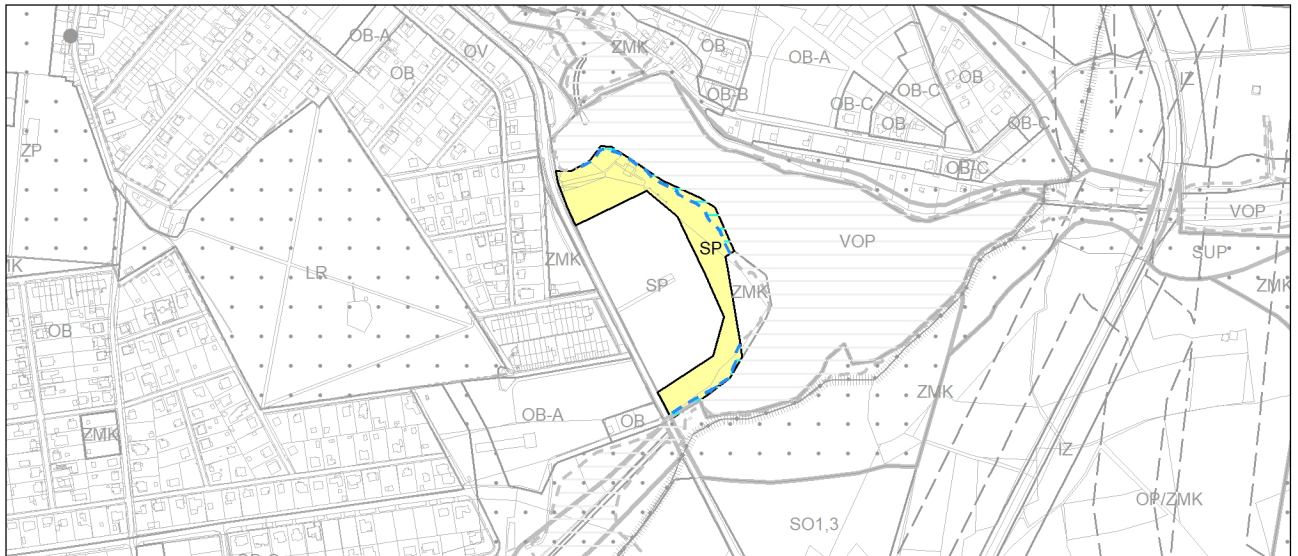 OB-A
OV
ZMK
OB
OB-A
IZ
OB
OB-B
OB-C
OB-C
OB
OB
OB-C
ZP
OB-C
VOP
SP
VOP
SUP
ZMK
LR
SP
ZMK
ZMK
OB
ZMK
OB-A
OB
ZMK
IZ
OP/ZMK
SO1,3